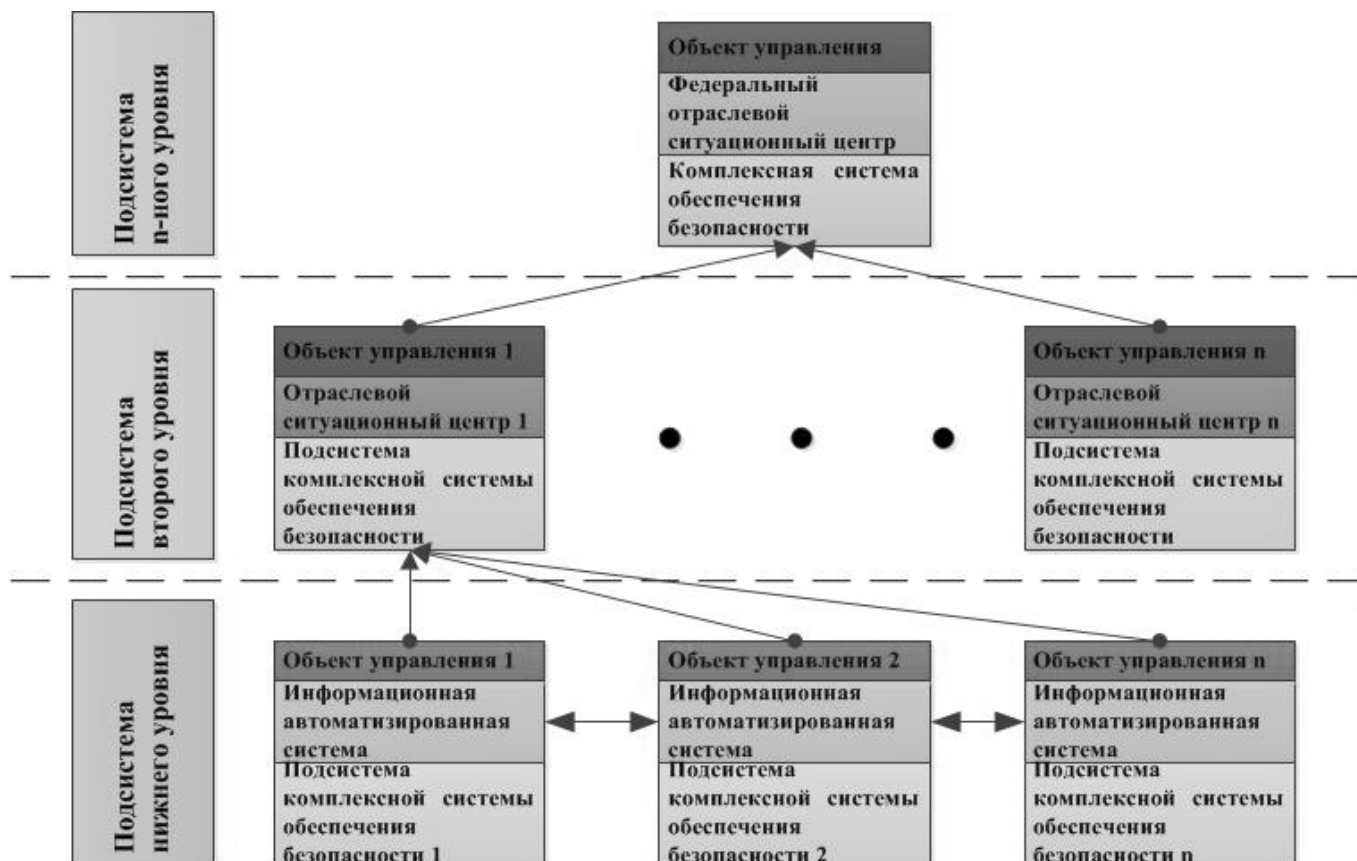 Подсистема
n-ного уровня
Объект управления
Федеральный
отраслевой
ситуационный центр
Комплексная система
обеспечения
безопасности
Подсистема
второго уровня
Объект управления 1
Отраслевой
ситуационный центр 1
Подсистема
комплексной системы
обеспечения
безопасности
Объект управления n
Отраслевой
ситуационный центр n
Подсистема
комплексной системы
обеспечения
безопасности
Подсистема
нижнего уровня
Объект управления 1
Информационная
автоматизированная
система
Подсистема
комплексной системы
обеспечения
безопасности 1
Объект управления 2
Информационная
автоматизированная
система
Подсистема
комплексной системы
обеспечения
безопасности 2
Объект управления n
Информационная
автоматизированная
система
Подсистема
комплексной системы
обеспечения
безопасности n